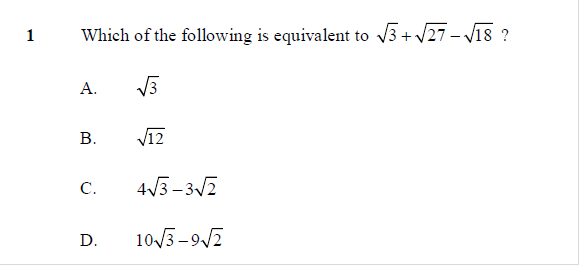 1 Which of the following is equivalent to √3 + √27 − √18 ?
A. √3
B. √12
C. 4√3 − 3√2
D. 10√3 − 9√2